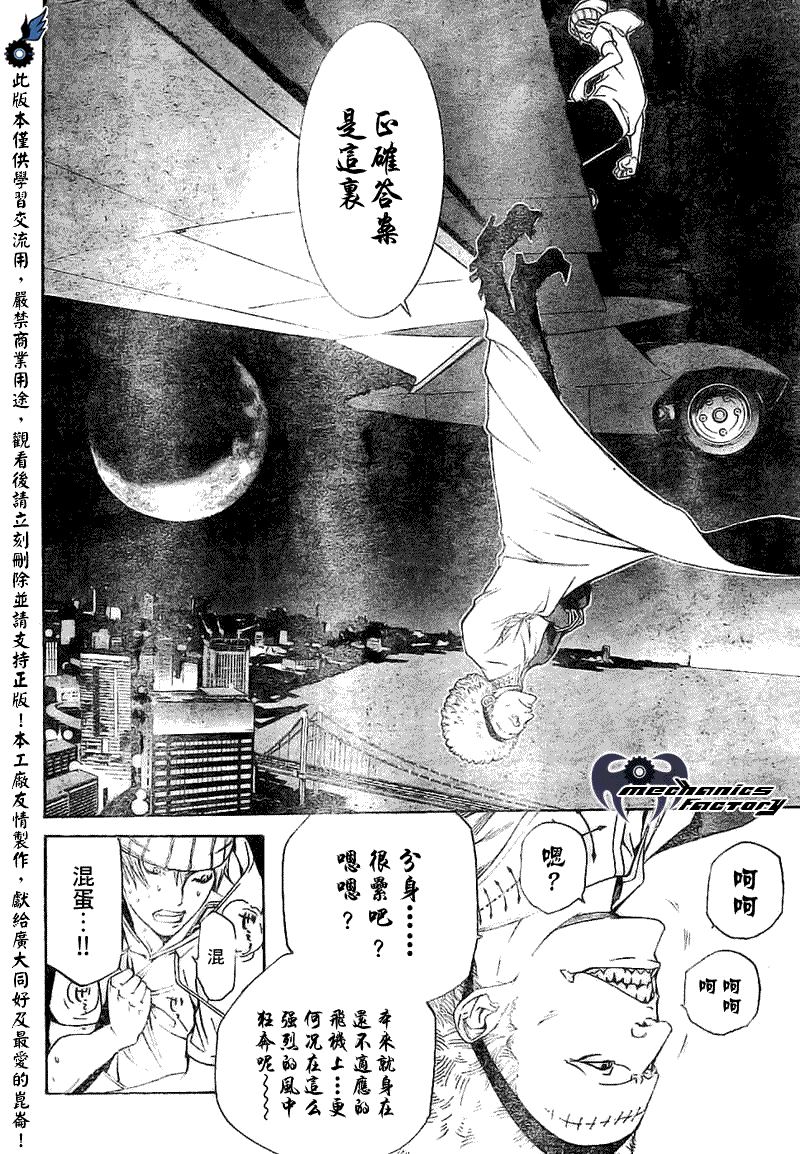 正確答案
是這裏
呵呵
嗯？
呵呵
呵
分身……
很累吧？
嗯嗯？
本來就身在
還不適應的
飛機上…更
何況在這么
強烈的風中
狂奔呢～～
混
混蛋…!!
mechanics
factory
此版本僅供學習交流用，嚴禁商業用途，觀看後請立刻刪除並請支持正版！本工廠友情製作，獻給廣大同好及最愛的崑崙！